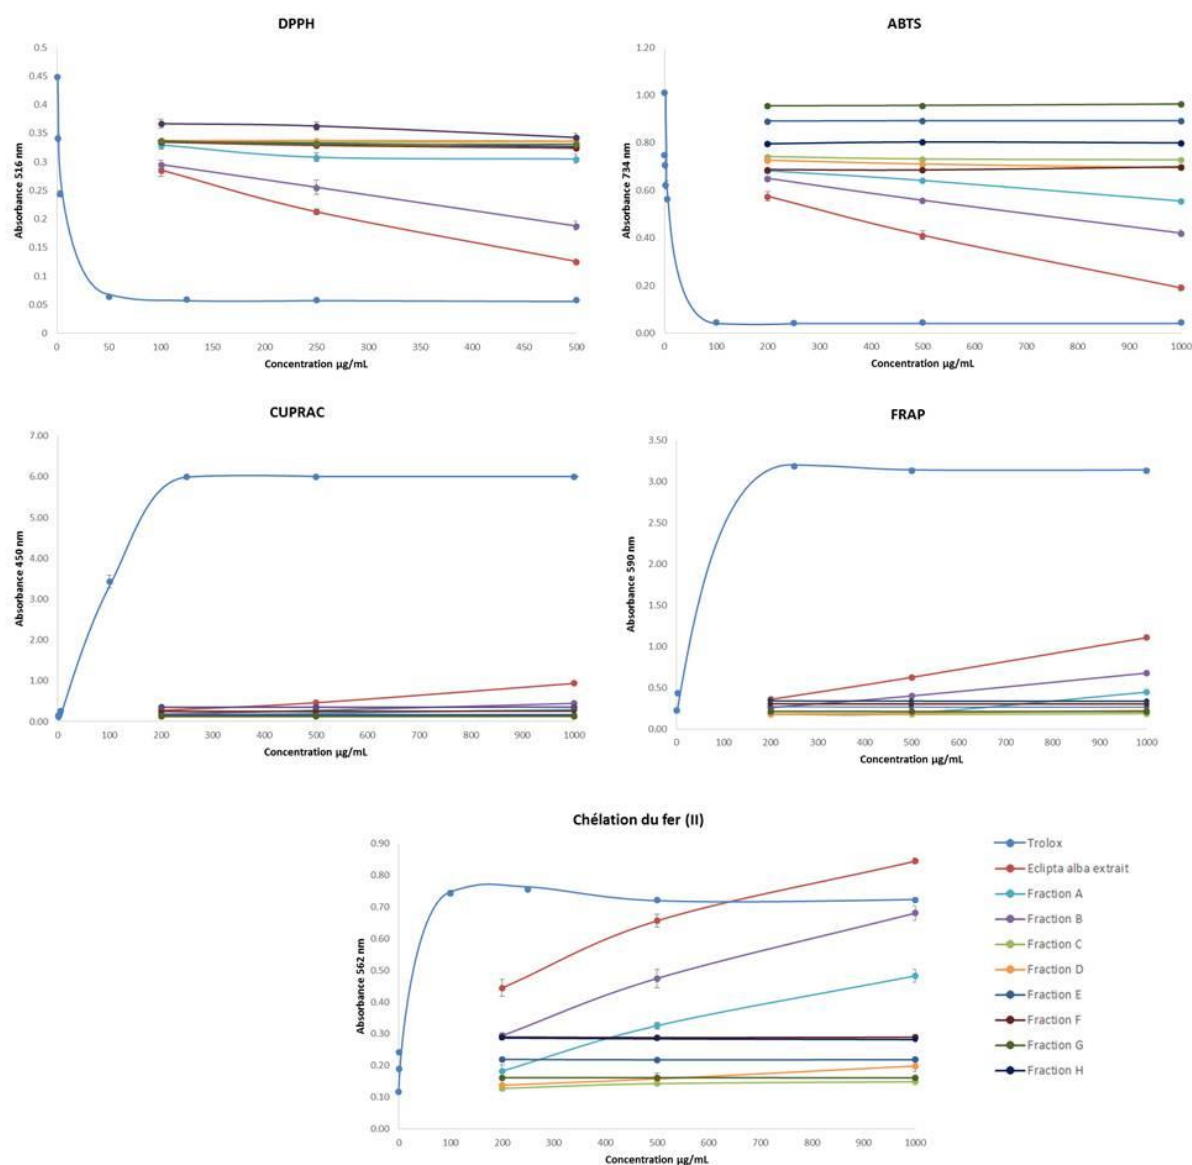 DPPH
0.5
0.45
0.4
0.35
0.3
0.25
0.2
0.15
0.1
0.05
0
Absorbance 516 nm
0 50 100 150 200 250 300 350 400 450 500
Concentration µg/mL
ABTS
1.20
1.00
0.80
0.60
0.40
0.20
0.00
Absorbance 734 nm
0 100 200 300 400 500 600 700 800 900 1000
Concentration µg/mL
CUPRAC
7.00
6.00
5.00
4.00
3.00
2.00
1.00
0.00
Absorbance 450 nm
0 100 200 300 400 500 600 700 800 900 1000
Concentration µg/mL
FRAP
3.50
3.00
2.50
2.00
1.50
1.00
0.50
0.00
Absorbance 590 nm
0 100 200 300 400 500 600 700 800 900 1000
Concentration µg/mL
Chélation du fer (II)
0.90
0.80
0.70
0.60
0.50
0.40
0.30
0.20
0.10
0.00
Absorbance 562 nm
0 100 200 300 400 500 600 700 800 900 1000
Concentration µg/mL
Trolox
Eclipta alba extrait
Fraction A
Fraction B
Fraction C
Fraction D
Fraction E
Fraction F
Fraction G
Fraction H